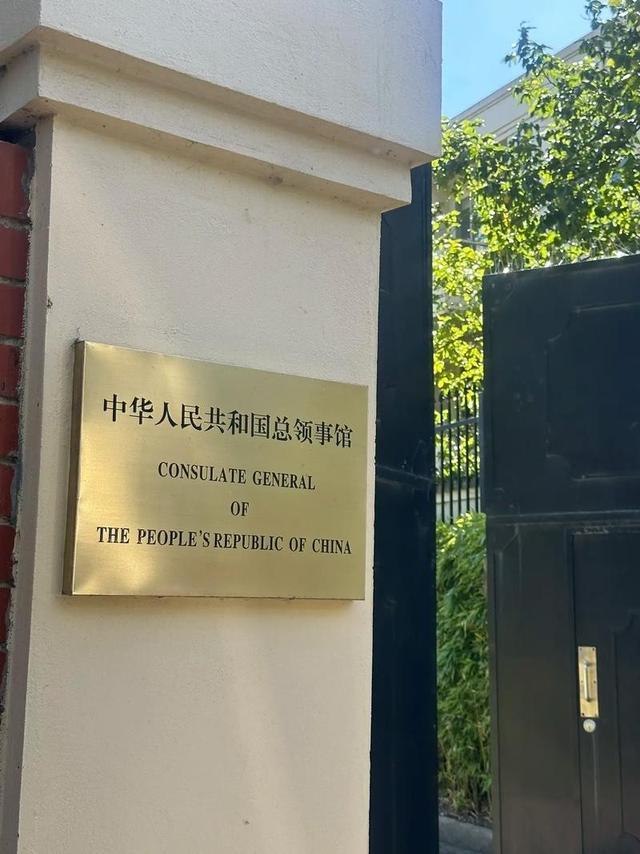 中华人民共和国总领事馆
CONSULATE GENERAL
OF
THE PEOPLE'S REPUBLIC OF CHINA